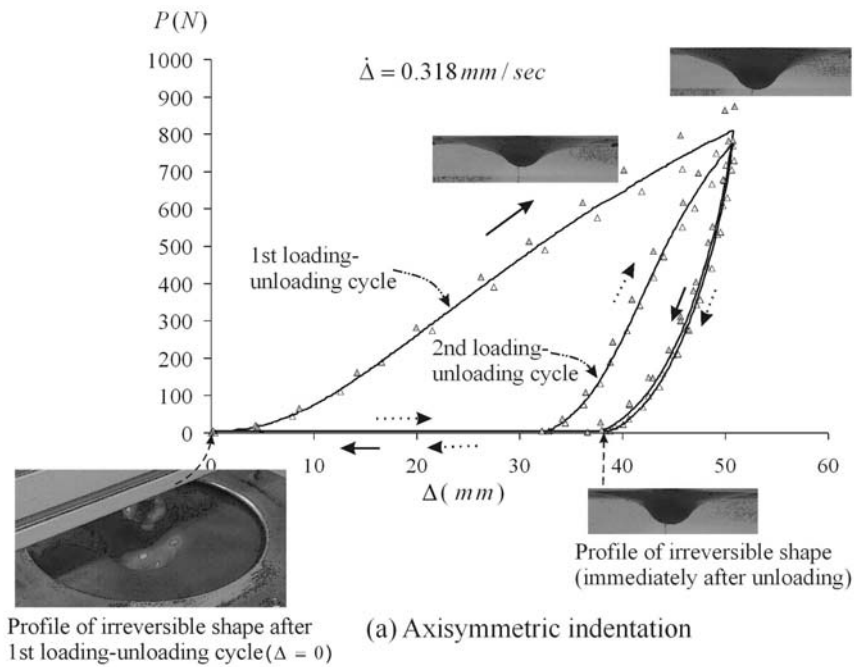 P(N)
1000
900
800
700
600
500
400
300
200
100
0
Δ̇ = 0.318 mm / sec
1st loading-
unloading cycle
2nd loading-
unloading cycle
0
10
20
30
40
50
60
Δ( mm )
Profile of irreversible shape
(immediately after unloading)
Profile of irreversible shape after
1st loading-unloading cycle(Δ = 0)
(a) Axisymmetric indentation